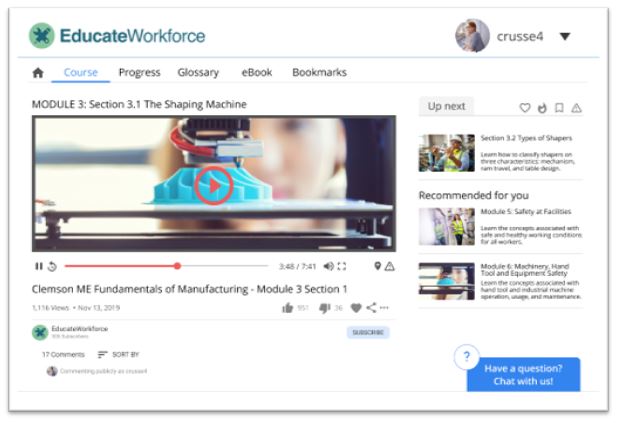 EducateWorkforce
crusse4
Course Progress Glossary eBook Bookmarks
MODULE 3: Section 3.1 The Shaping Machine
3:48 / 7:41
Clemson ME Fundamentals of Manufacturing - Module 3 Section 1
1,116 Views • Nov 13, 2019
951 36
EducateWorkforce
Subscribers
SUBSCRIBE
17 Comments SORT BY
Commenting publicly as crusse4
Up next
Section 3.2 Types of Shapers
Learn how to classify shapers on
three characteristics: mechanism,
ram travel, and table design.
Recommended for you
Module 5: Safety at Facilities
Learn the concepts associated with
safe and healthy working conditions
for all workers.
Module 6: Machinery, Hand
Tool and Equipment Safety
Learn the concepts associated with
hand tool and industrial machine
operation, usage, and maintenance.
?
Have a question?
Chat with us!